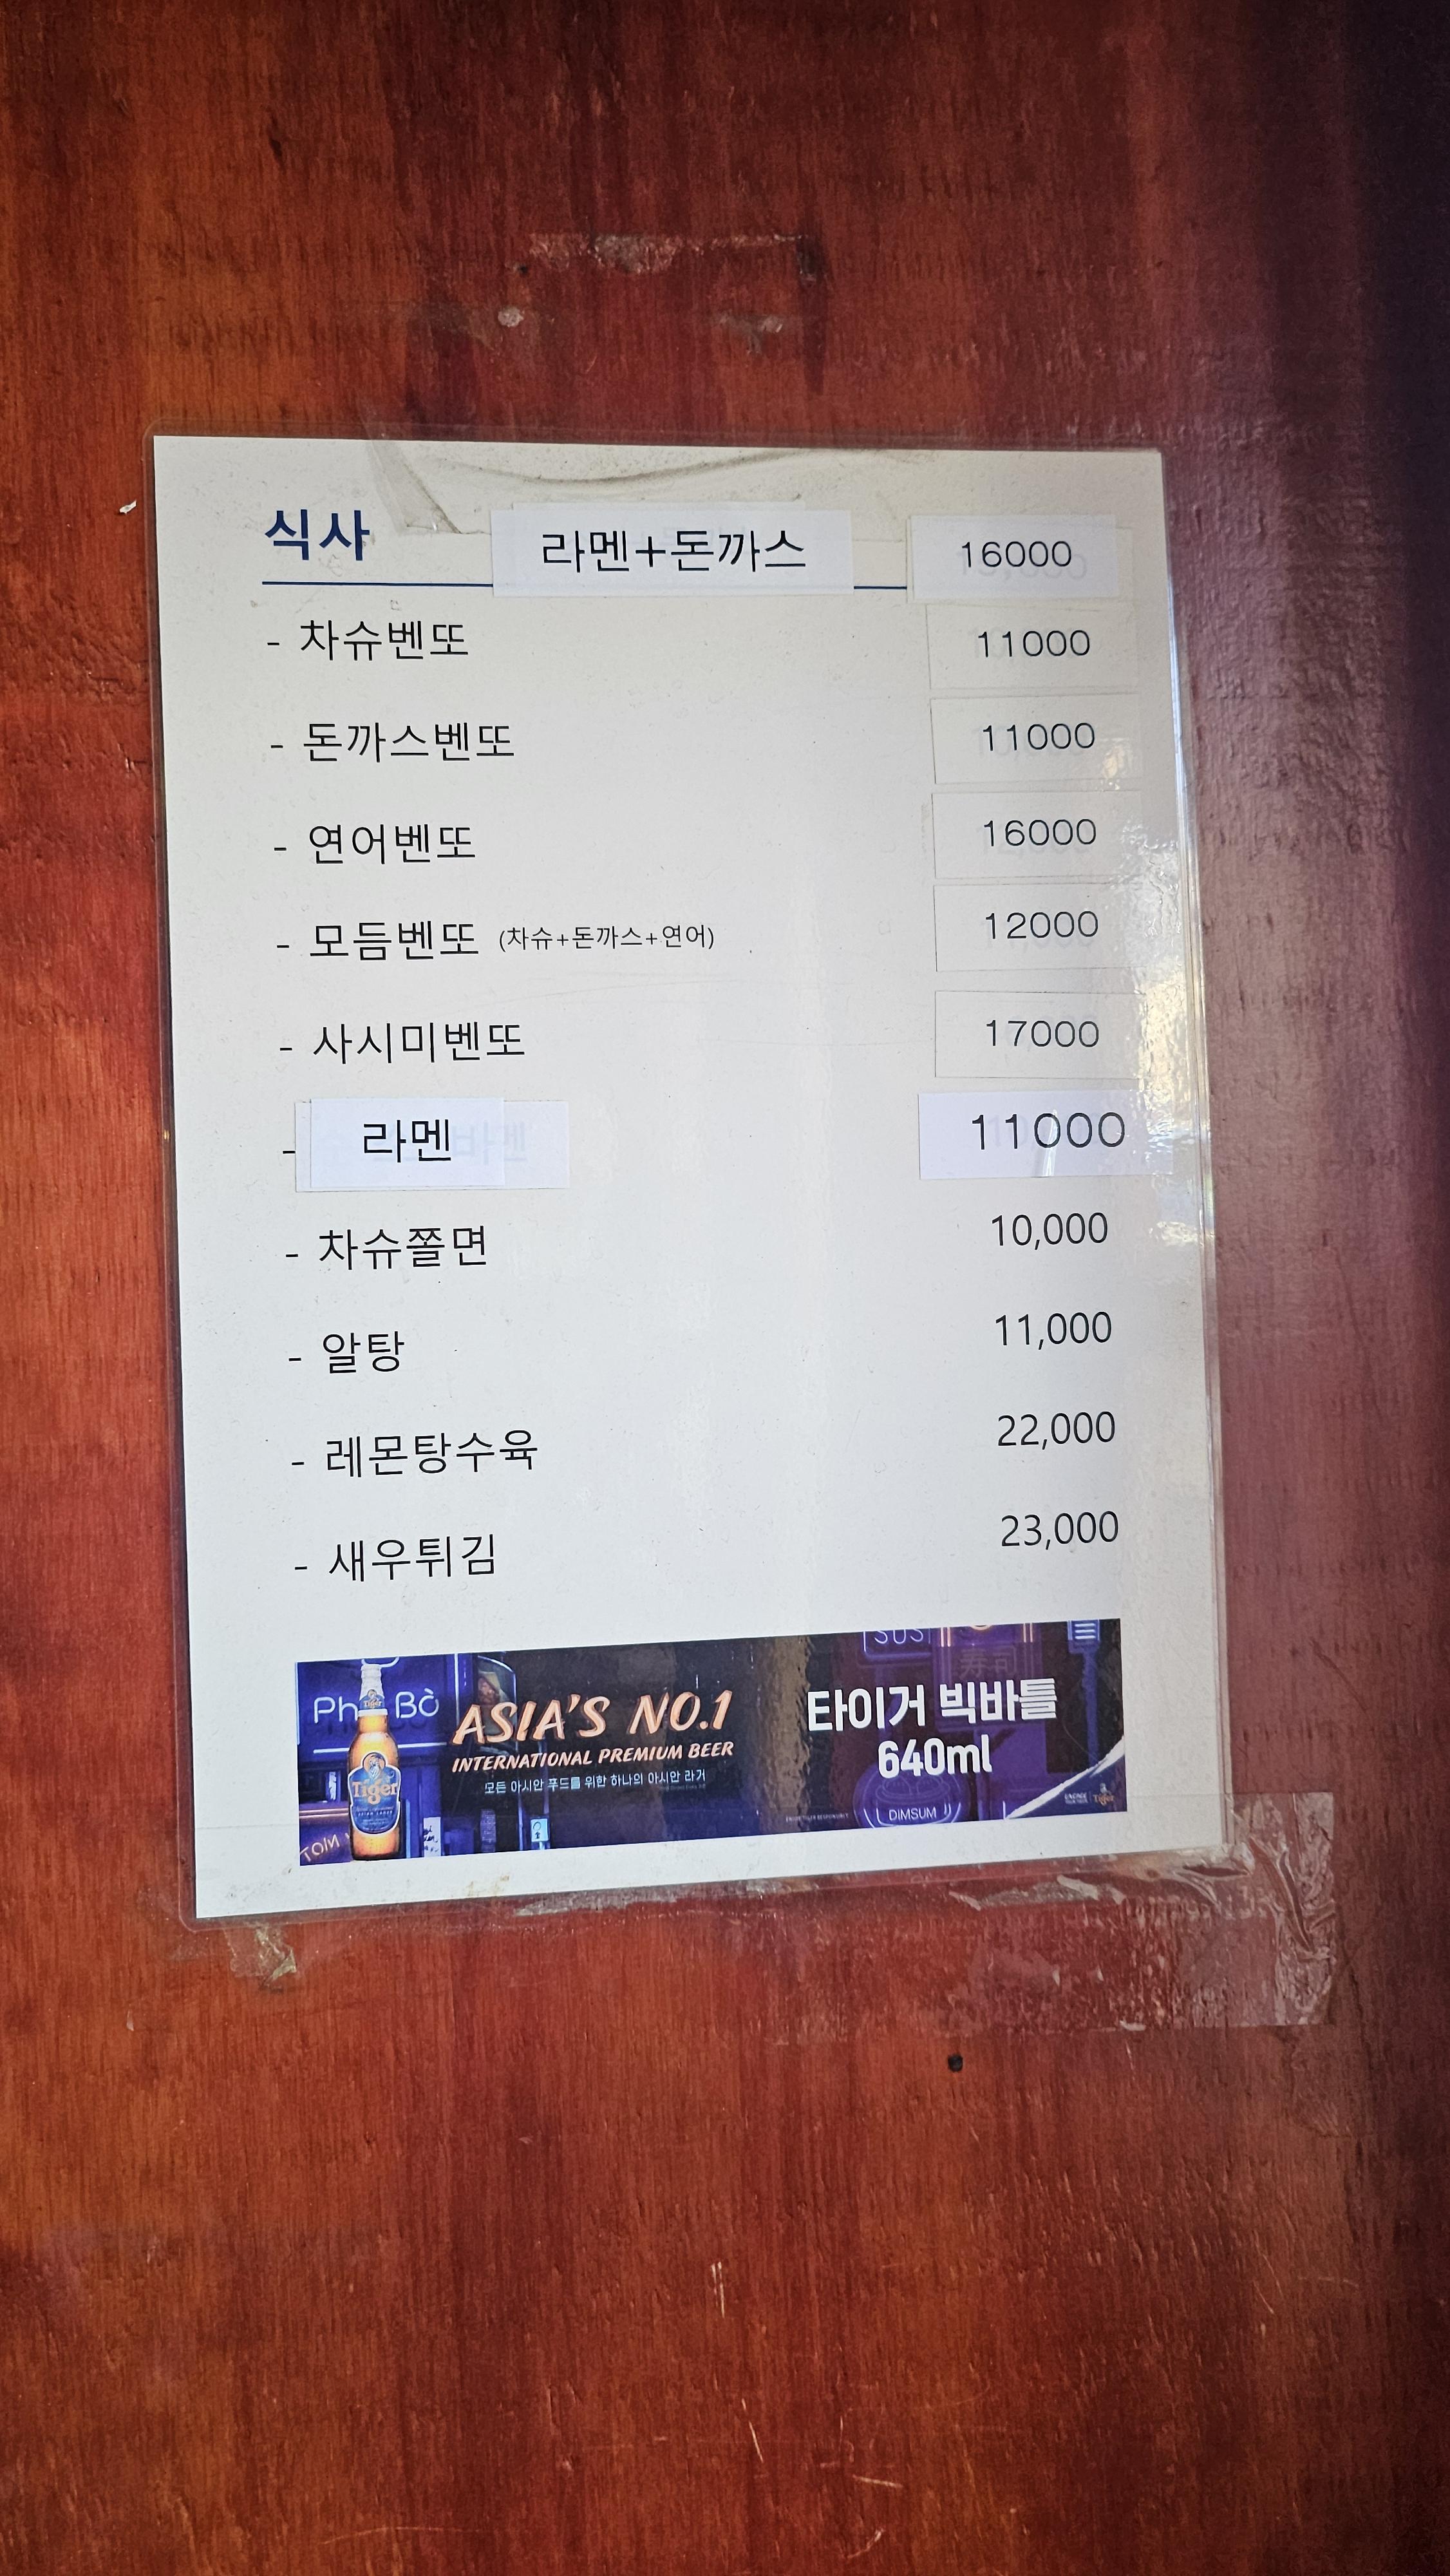 식사 라멘+돈까스 16000
- 차슈벤또 11000
- 돈까스벤또 11000
- 연어벤또 16000
- 모듬벤또 (차슈+돈까스+연어) 12000
- 사시미벤또 17000
- 라멘 11000
- 차슈쫄면 10,000
- 알탕 11,000
- 레몬탕수육 22,000
- 새우튀김 23,000
SUS
寿司
Ph Bò
ASIA'S NO.1
INTERNATIONAL PREMIUM BEER
모든 아시안 푸드를 위한 하나의 아시안 라거
타이거 빅바틀
640ml
Tiger
DIMSUM